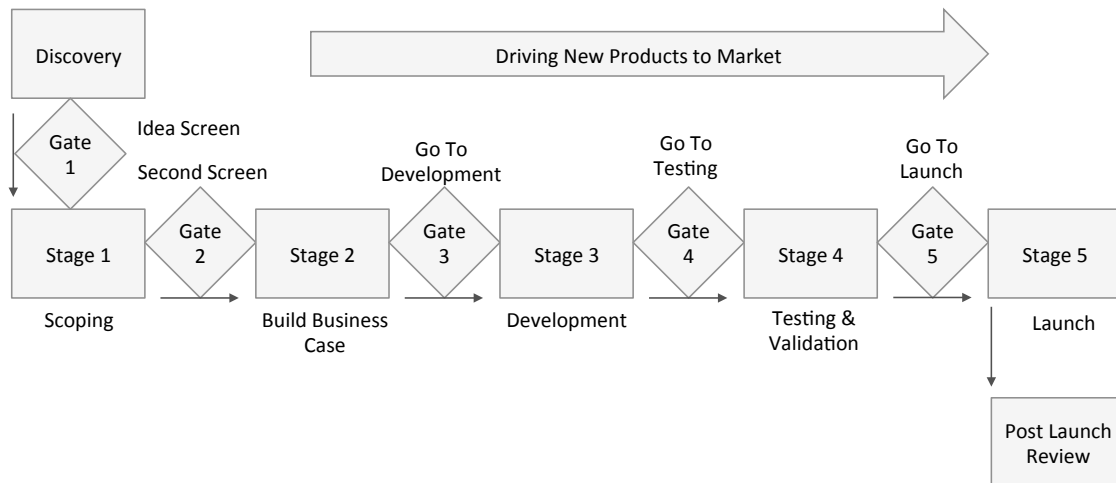 Discovery
Driving New Products to Market
Gate
1
Idea Screen
Second Screen
Go To
Development
Go To
Testing
Go To
Launch
Stage 1
Gate
2
Stage 2
Gate
3
Stage 3
Gate
4
Stage 4
Gate
5
Stage 5
Scoping
Build Business
Case
Development
Testing &
Validation
Launch
Post Launch
Review